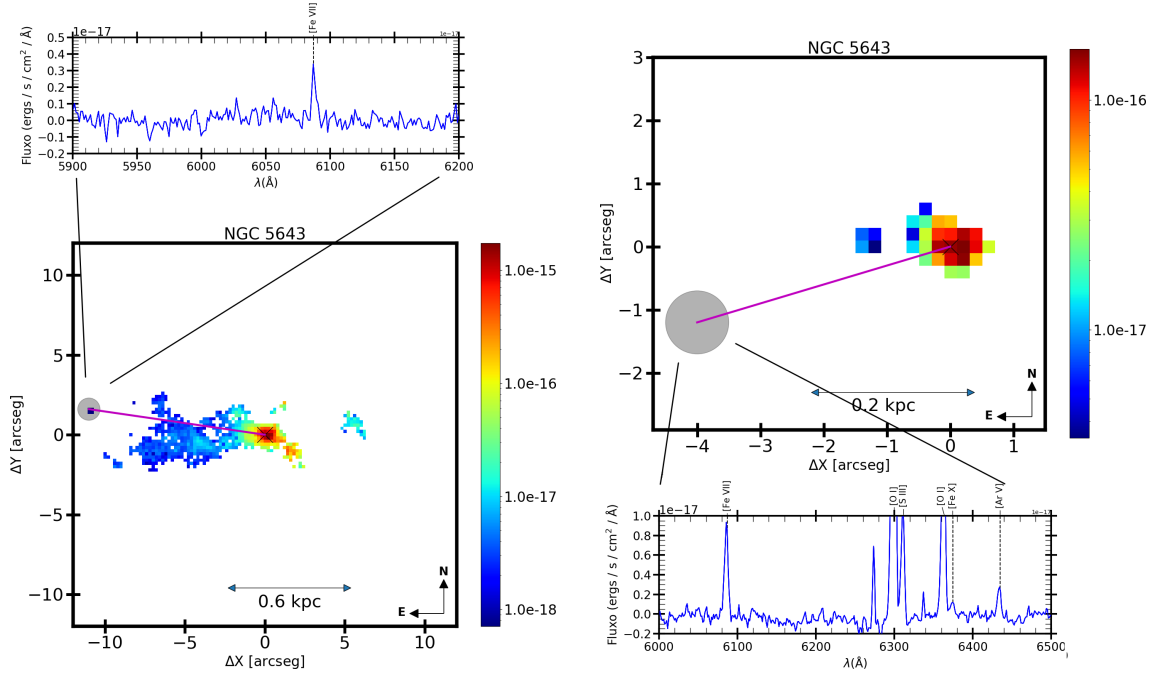 [Fe VII]
1e−17
1e−17
0.5
0.4
0.3
0.2
0.1
0.0
−0.1
−0.2
Fluxo (ergs / s / cm² / Å)
5900 5950 6000 6050 6100 6150 6200
λ(Å)
NGC 5643
10
5
0
−5
−10
ΔY [arcseg]
0.6 kpc
N
E
−10 −5 0 5 10
ΔX [arcseg]
1.0e-15
1.0e-16
1.0e-17
1.0e-18
NGC 5643
3
2
1
0
−1
−2
ΔY [arcseg]
0.2 kpc
N
E
−4 −3 −2 −1 0 1
ΔX [arcseg]
1.0e-16
1.0e-17
[Fe VII] [O I] [S III] [O I] [Fe X] [Ar V]
1e−17
1e−17
1.0
0.8
0.6
0.4
0.2
0.0
−0.2
Fluxo (ergs / s / cm² / Å)
6000 6100 6200 6300 6400 6500
λ(Å)